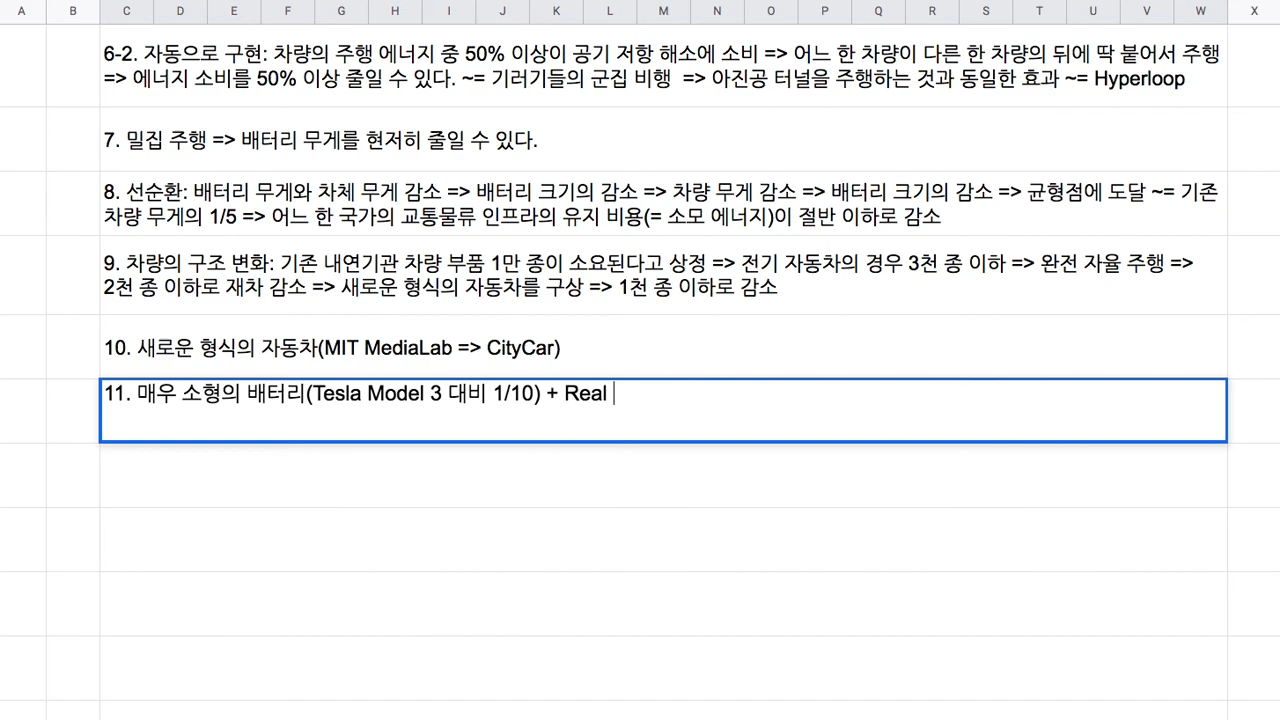 A B C D E F G H I J K L M N O P Q R S T U V W X
6-2. 자동으로 구현: 차량의 주행 에너지 중 50% 이상이 공기 저항 해소에 소비 => 어느 한 차량이 다른 한 차량의 뒤에 딱 붙어서 주행
=> 에너지 소비를 50% 이상 줄일 수 있다. ~= 기러기들의 군집 비행  => 아진공 터널을 주행하는 것과 동일한 효과 ~= Hyperloop
7. 밀집 주행 => 배터리 무게를 현저히 줄일 수 있다.
8. 선순환: 배터리 무게와 차체 무게 감소 => 배터리 크기의 감소 => 차량 무게 감소 => 배터리 크기의 감소 => 균형점에 도달 ~= 기존
차량 무게의 1/5 => 어느 한 국가의 교통물류 인프라의 유지 비용(= 소모 에너지)이 절반 이하로 감소
9. 차량의 구조 변화: 기존 내연기관 차량 부품 1만 종이 소요된다고 상정 => 전기 자동차의 경우 3천 종 이하 => 완전 자율 주행 =>
2천 종 이하로 재차 감소 => 새로운 형식의 자동차를 구상 => 1천 종 이하로 감소
10. 새로운 형식의 자동차(MIT MediaLab => CityCar)
11. 매우 소형의 배터리(Tesla Model 3 대비 1/10) + Real